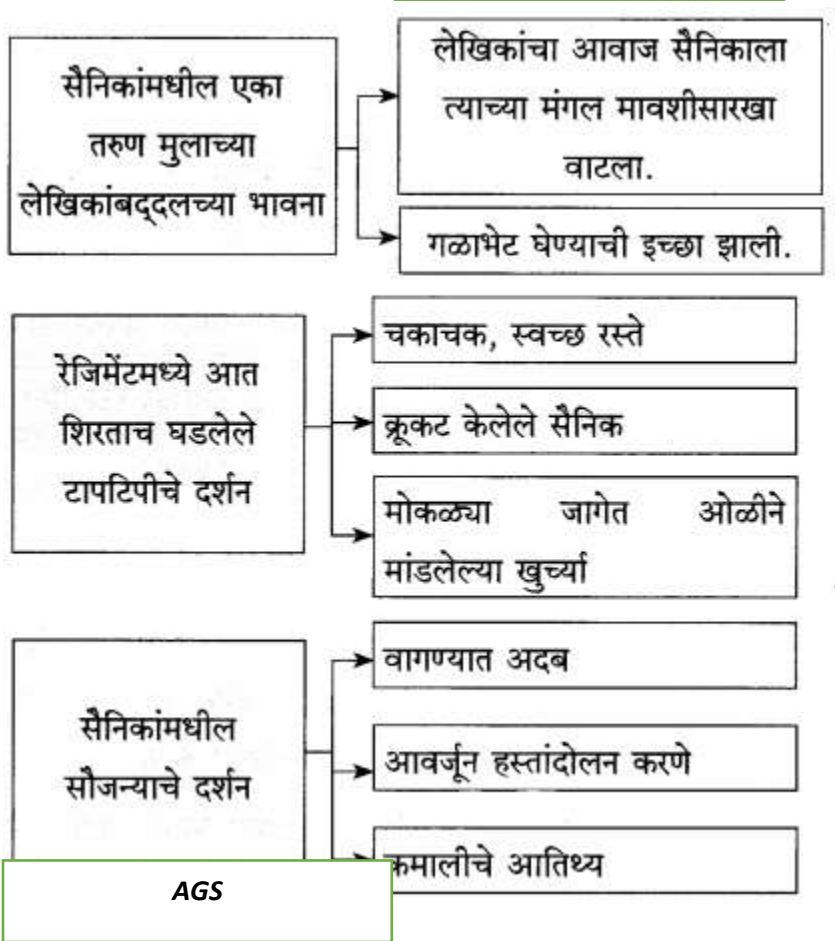 सैनिकांमधील एका
तरुण मुलाच्या
लेखिकांबद्दलच्या भावना
लेखिकांचा आवाज सैनिकाला
त्याच्या मंगल मावशीसारखा
वाटला.
गळाभेट घेण्याची इच्छा झाली.
रेजिमेंटमध्ये आत
शिरताच घडलेले
टापटिपीचे दर्शन
चकाचक, स्वच्छ रस्ते
क्रूकट केलेले सैनिक
मोकळ्या जागेत ओळीने
मांडलेल्या खुर्च्या
सैनिकांमधील
सौजन्याचे दर्शन
वागण्यात अदब
आवर्जून हस्तांदोलन करणे
कमालीचे आतिथ्य
AGS